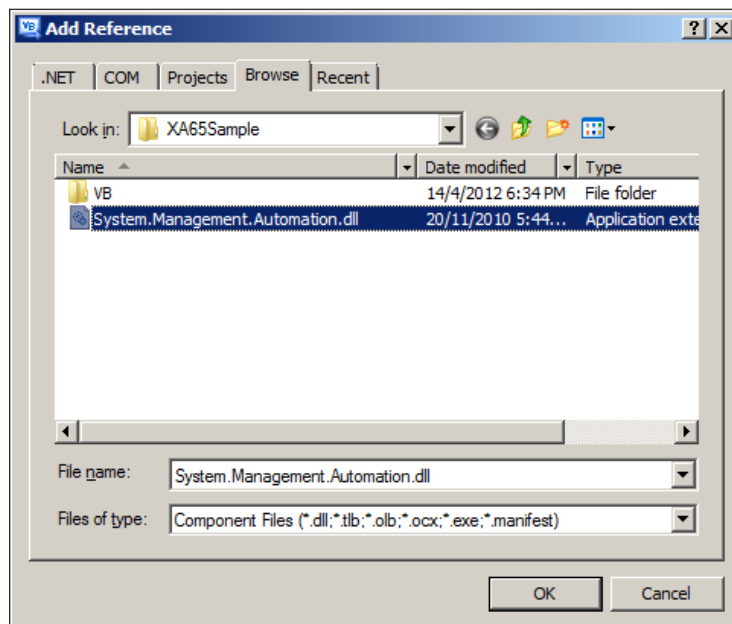 VB Add Reference ? X
.NET COM Projects Browse Recent
Look in: XA65Sample
Name Date modified Type
VB 14/4/2012 6:34 PM File folder
System.Management.Automation.dll 20/11/2010 5:44... Application exte
File name: System.Management.Automation.dll
Files of type: Component Files (*.dll;*.tlb;*.olb;*.ocx;*.exe;*.manifest)
OK Cancel